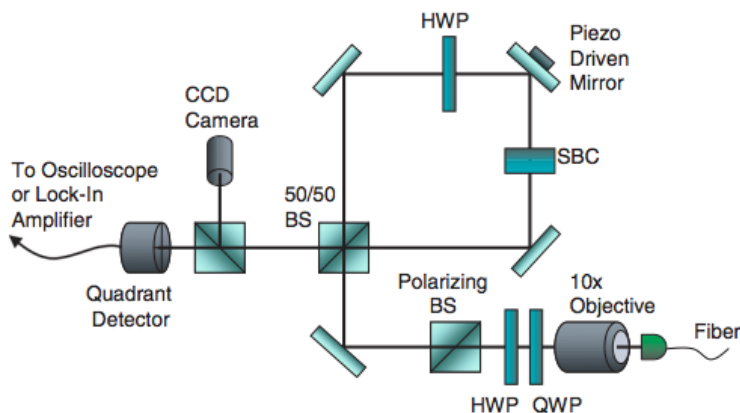 HWP
Piezo
Driven
Mirror
CCD
Camera
SBC
To Oscilloscope
or Lock-In
Amplifier
50/50
BS
Quadrant
Detector
Polarizing
BS
10x
Objective
Fiber
HWP
QWP